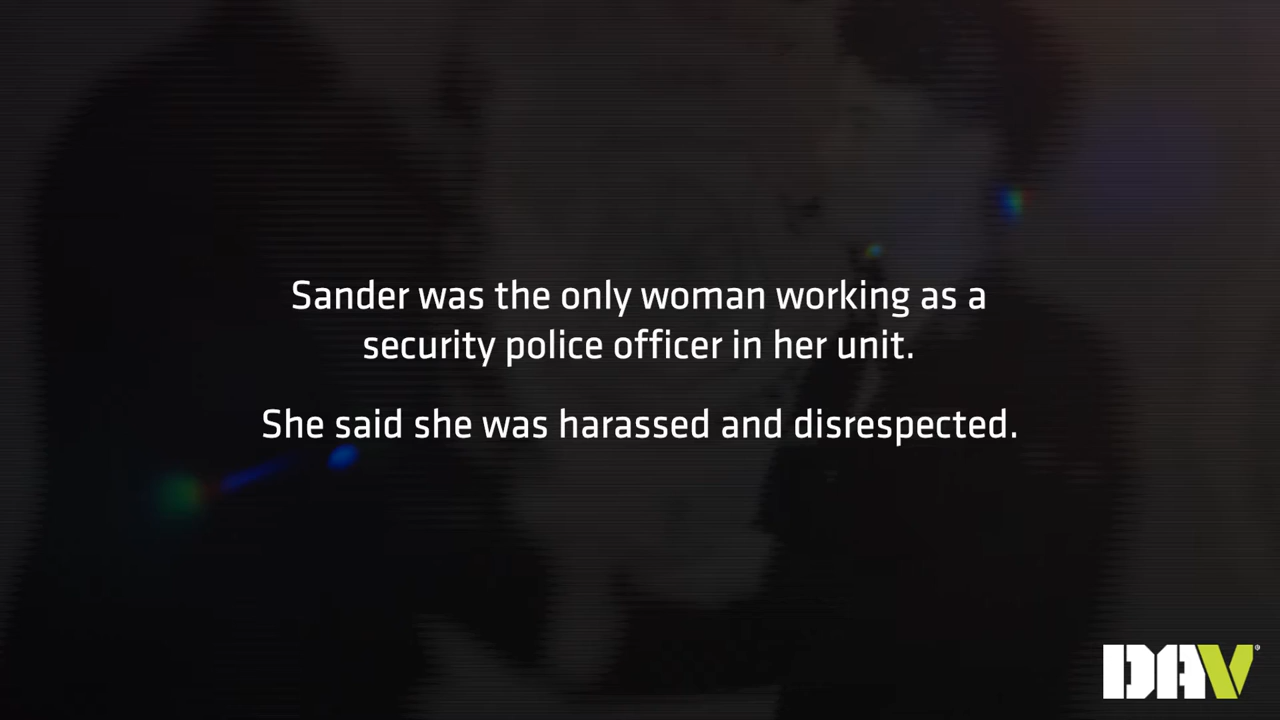 Sander was the only woman working as a
security police officer in her unit.
She said she was harassed and disrespected.
DAV®